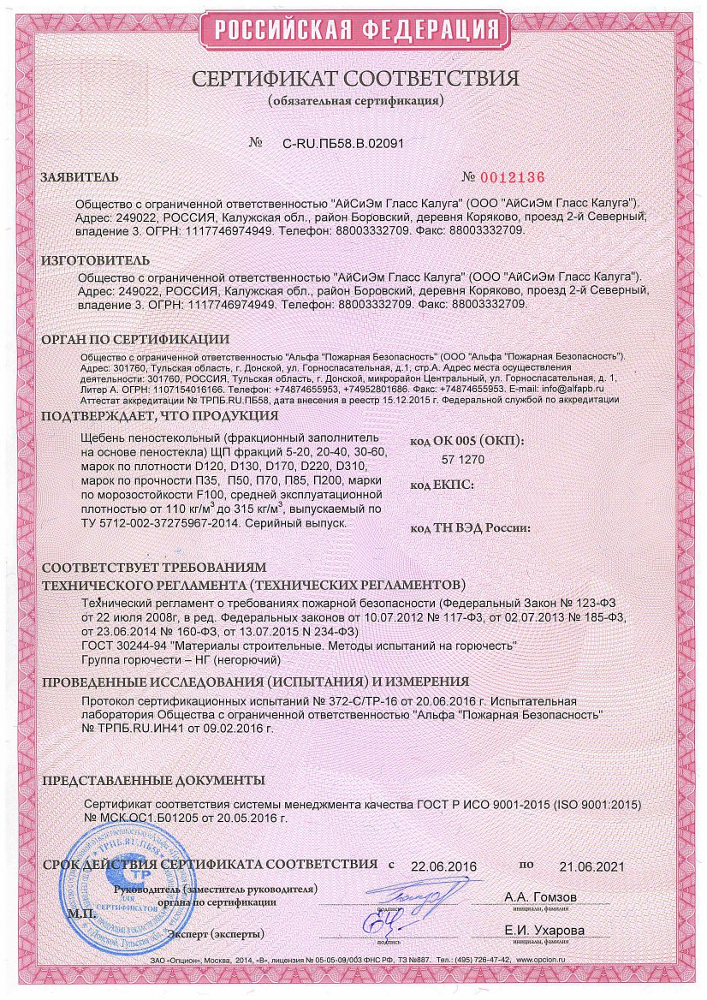 РОССИЙСКАЯ ФЕДЕРАЦИЯ
СЕРТИФИКАТ СООТВЕТСТВИЯ
(обязательная сертификация)
№ C-RU.ПБ58.В.02091
ЗАЯВИТЕЛЬ
№ 0012136
Общество с ограниченной ответственностью "АйСиЭм Гласс Калуга" (ООО "АйСиЭм Гласс Калуга").
Адрес: 249022, РОССИЯ, Калужская обл., район Боровский, деревня Коряково, проезд 2-й Северный,
владение 3. ОГРН: 1117746974949. Телефон: 88003332709. Факс: 88003332709.
ИЗГОТОВИТЕЛЬ
Общество с ограниченной ответственностью "АйСиЭм Гласс Калуга" (ООО "АйСиЭм Гласс Калуга").
Адрес: 249022, РОССИЯ, Калужская обл., район Боровский, деревня Коряково, проезд 2-й Северный,
владение 3. ОГРН: 1117746974949. Телефон: 88003332709. Факс: 88003332709.
ОРГАН ПО СЕРТИФИКАЦИИ
Общество с ограниченной ответственностью "Альфа "Пожарная Безопасность" (ООО "Альфа "Пожарная Безопасность").
Адрес: 301760, Тульская область, г. Донской, ул. Горноспасательная, д.1, стр.А. Адрес места осуществления
деятельности: 301760, РОССИЯ, Тульская область, г. Донской, микрорайон Центральный, ул. Горноспасательная, д. 1,
Литер А. ОГРН: 1107154016166. Телефон: +74874655953, +74952801686. Факс: +74874655953. E-mail: info@alfapb.ru
Аттестат аккредитации № ТРПБ.RU.ПБ58, дата внесения в реестр 15.12.2015 г. Федеральной службой по аккредитации
ПОДТВЕРЖДАЕТ, ЧТО ПРОДУКЦИЯ
Щебень пеностекольный (фракционный заполнитель
на основе пеностекла) ЩП фракций 5-20, 20-40, 30-60,
марок по плотности D120, D130, D170, D220, D310,
марок по прочности П35, П50, П70, П85, П200, марки
по морозостойкости F100, средней эксплуатационной
плотностью от 110 кг/м³ до 315 кг/м³, выпускаемый по
ТУ 5712-002-37275967-2014. Серийный выпуск.
код ОК 005 (ОКП):
57 1270
код ЕКПС:
код ТН ВЭД России:
СООТВЕТСТВУЕТ ТРЕБОВАНИЯМ
ТЕХНИЧЕСКОГО РЕГЛАМЕНТА (ТЕХНИЧЕСКИХ РЕГЛАМЕНТОВ)
Технический регламент о требованиях пожарной безопасности (Федеральный Закон № 123-ФЗ
от 22 июля 2008г, в ред. Федеральных законов от 10.07.2012 № 117-ФЗ, от 02.07.2013 № 185-ФЗ,
от 23.06.2014 № 160-ФЗ, от 13.07.2015 N 234-ФЗ)
ГОСТ 30244-94 "Материалы строительные. Методы испытаний на горючесть"
Группа горючести – НГ (негорючий)
ПРОВЕДЕННЫЕ ИССЛЕДОВАНИЯ (ИСПЫТАНИЯ) И ИЗМЕРЕНИЯ
Протокол сертификационных испытаний № 372-С/ТР-16 от 20.06.2016 г. Испытательная
лаборатория Общества с ограниченной ответственностью "Альфа "Пожарная Безопасность"
№ ТРПБ.RU.ИН41 от 09.02.2016 г.
ПРЕДСТАВЛЕННЫЕ ДОКУМЕНТЫ
Сертификат соответствия системы менеджмента качества ГОСТ Р ИСО 9001-2015 (ISO 9001:2015)
№ МСК.ОС1.Б01205 от 20.05.2016 г.
СРОК ДЕЙСТВИЯ СЕРТИФИКАТА СООТВЕТСТВИЯ с 22.06.2016 по 21.06.2021
Руководитель (заместитель руководителя)
органа по сертификации
подпись
А.А. Гомзов
инициалы, фамилия
М.П.
Эксперт (эксперты)
подпись
Е.И. Ухарова
инициалы, фамилия
ТРПБ.RU.ПБ58
ТР
ДЛЯ
СЕРТИФИКАТОВ
ЗАО «Опцион», Москва, 2014, «В», лицензия № 05-05-09/003 ФНС РФ, ТЗ №887. Тел.: (495) 726-47-42, www.opcion.ru